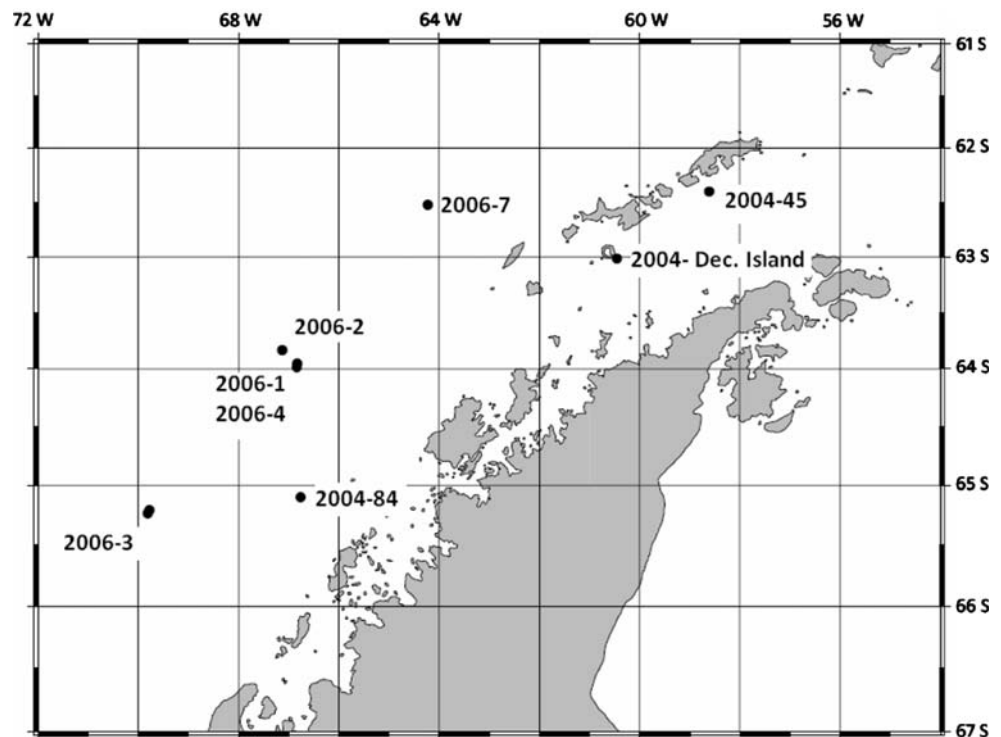 72 W 68 W 64 W 60 W 56 W
61 S
62 S
2006-7
2004-45
63 S
2004- Dec. Island
2006-2
64 S
2006-1
2006-4
65 S
2004-84
2006-3
66 S
67 S